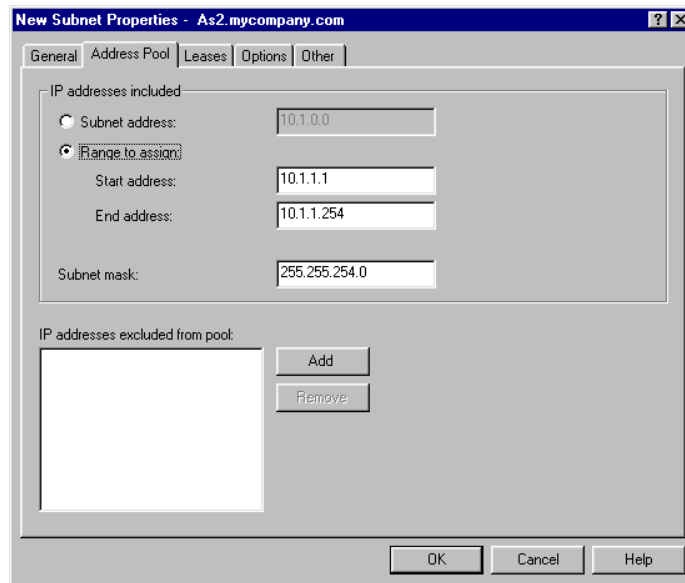 New Subnet Properties - As2.mycompany.com
General Address Pool Leases Options Other
IP addresses included
Subnet address: 10.1.0.0
Range to assign:
Start address: 10.1.1.1
End address: 10.1.1.254
Subnet mask: 255.255.254.0
IP addresses excluded from pool:
Add
Remove
OK Cancel Help